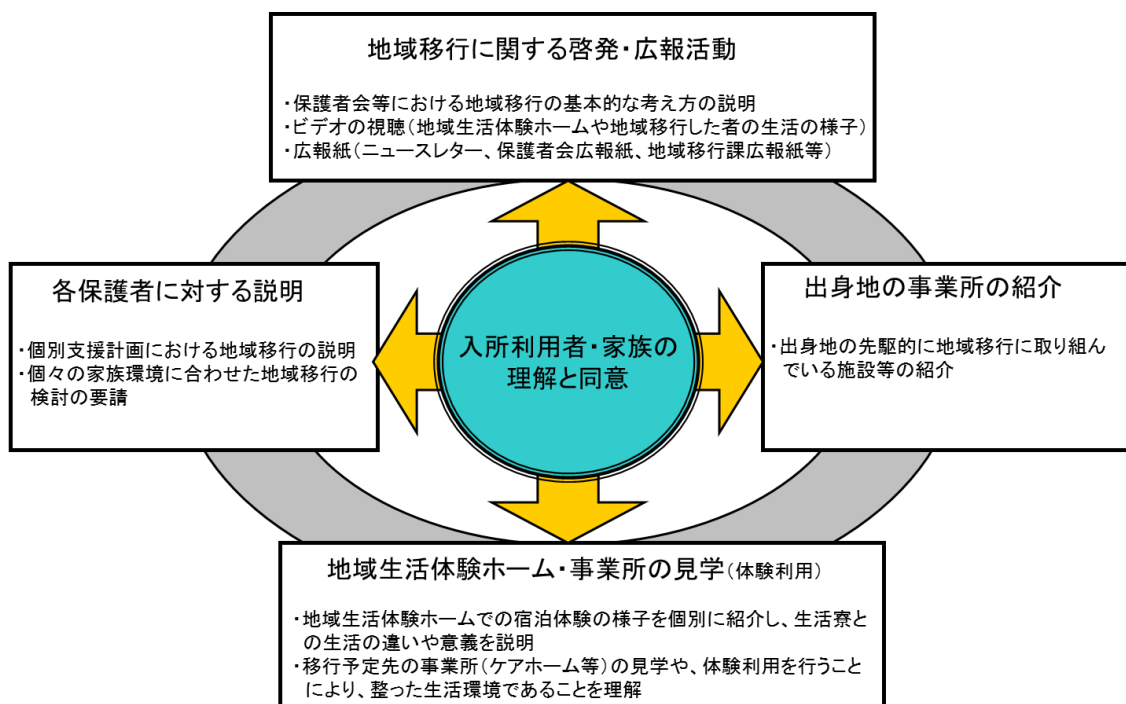 地域移行に関する啓発・広報活動
・保護者会等における地域移行の基本的な考え方の説明
・ビデオの視聴(地域生活体験ホームや地域移行した者の生活の様子)
・広報紙(ニュースレター、保護者会広報紙、地域移行課広報紙等)
各保護者に対する説明
・個別支援計画における地域移行の説明
・個々の家族環境に合わせた地域移行の
検討の要請
入所利用者・家族の
理解と同意
出身地の事業所の紹介
・出身地の先駆的に地域移行に取り組ん
でいる施設等の紹介
地域生活体験ホーム・事業所の見学(体験利用)
・地域生活体験ホームでの宿泊体験の様子を個別に紹介し、生活寮と
の生活の違いや意義を説明
・移行予定先の事業所(ケアホーム等)の見学や、体験利用を行うこと
により、整った生活環境であることを理解